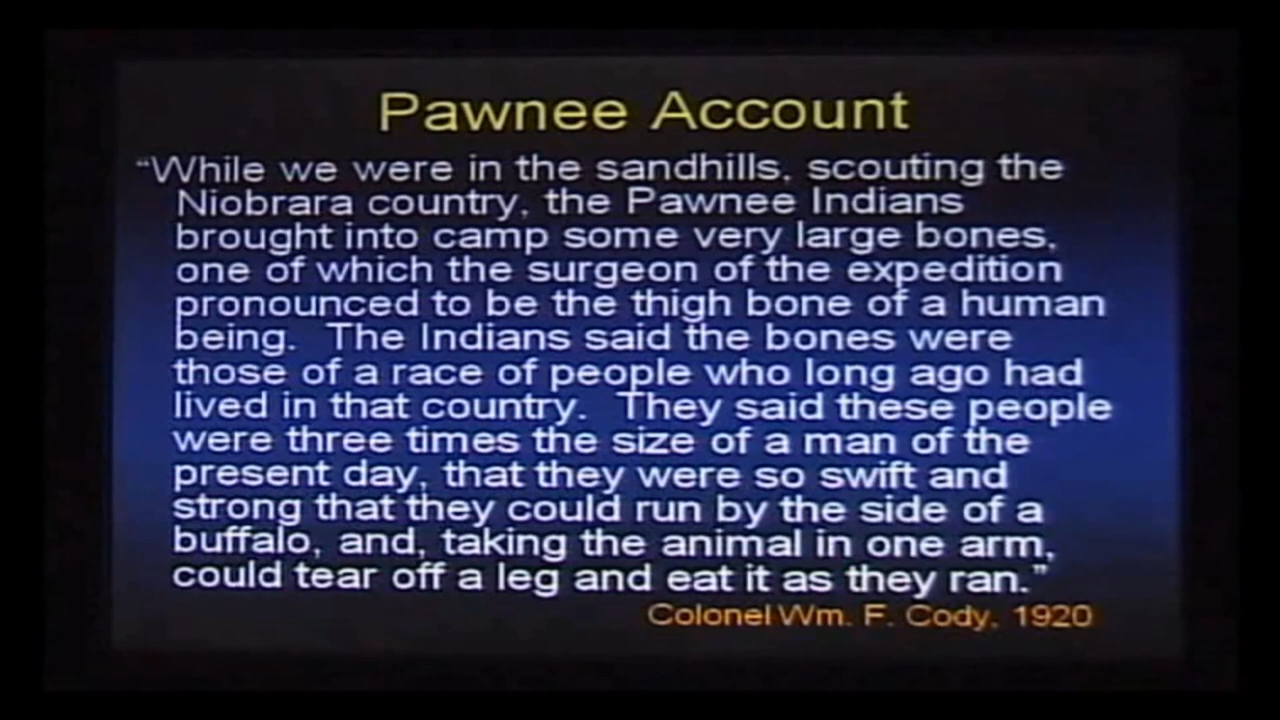 Pawnee Account
“While we were in the sandhills, scouting the
Niobrara country, the Pawnee Indians
brought into camp some very large bones,
one of which the surgeon of the expedition
pronounced to be the thigh bone of a human
being. The Indians said the bones were
those of a race of people who long ago had
lived in that country. They said these people
were three times the size of a man of the
present day, that they were so swift and
strong that they could run by the side of a
buffalo, and, taking the animal in one arm,
could tear off a leg and eat it as they ran.”
Colonel Wm. F. Cody, 1920